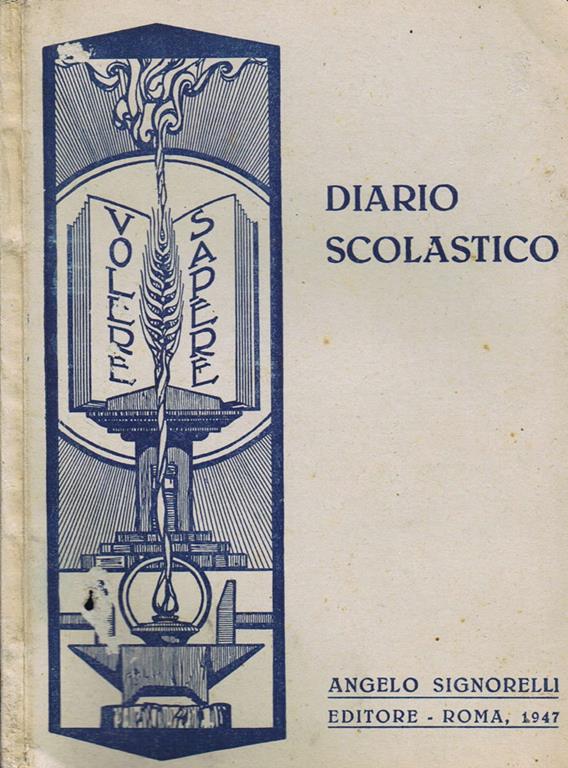 VOLERE
SAPERE
DIARIO
SCOLASTICO
ANGELO SIGNORELLI
EDITORE - ROMA, 1947